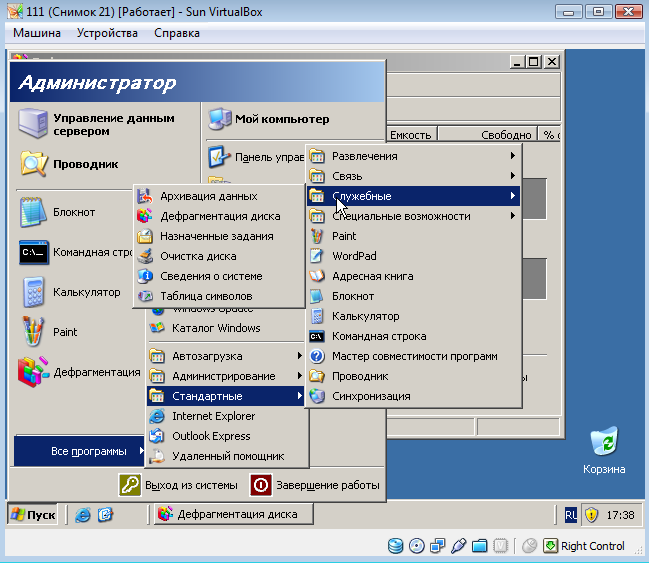 111 (Снимок 21) [Работает] - Sun VirtualBox
Машина Устройства Справка
Администратор
Управление данным
сервером
Мой компьютер
Проводник
Панель управ
Емкость Свободно % с
Блокнот
Командная стро
Калькулятор
Paint
Дефрагментация
Все программы
Архивация данных
Дефрагментация диска
Назначенные задания
Очистка диска
Сведения о системе
Таблица символов
Windows Update
Каталог Windows
Автозагрузка
Администрирование
Стандартные
Internet Explorer
Outlook Express
Удаленный помощник
Развлечения
Связь
Служебные
Специальные возможности
Paint
WordPad
Адресная книга
Блокнот
Калькулятор
Командная строка
Мастер совместимости программ
Проводник
Синхронизация
Выход из системы Завершение работы
Корзина
Пуск Дефрагментация диска RL 17:38
Right Control